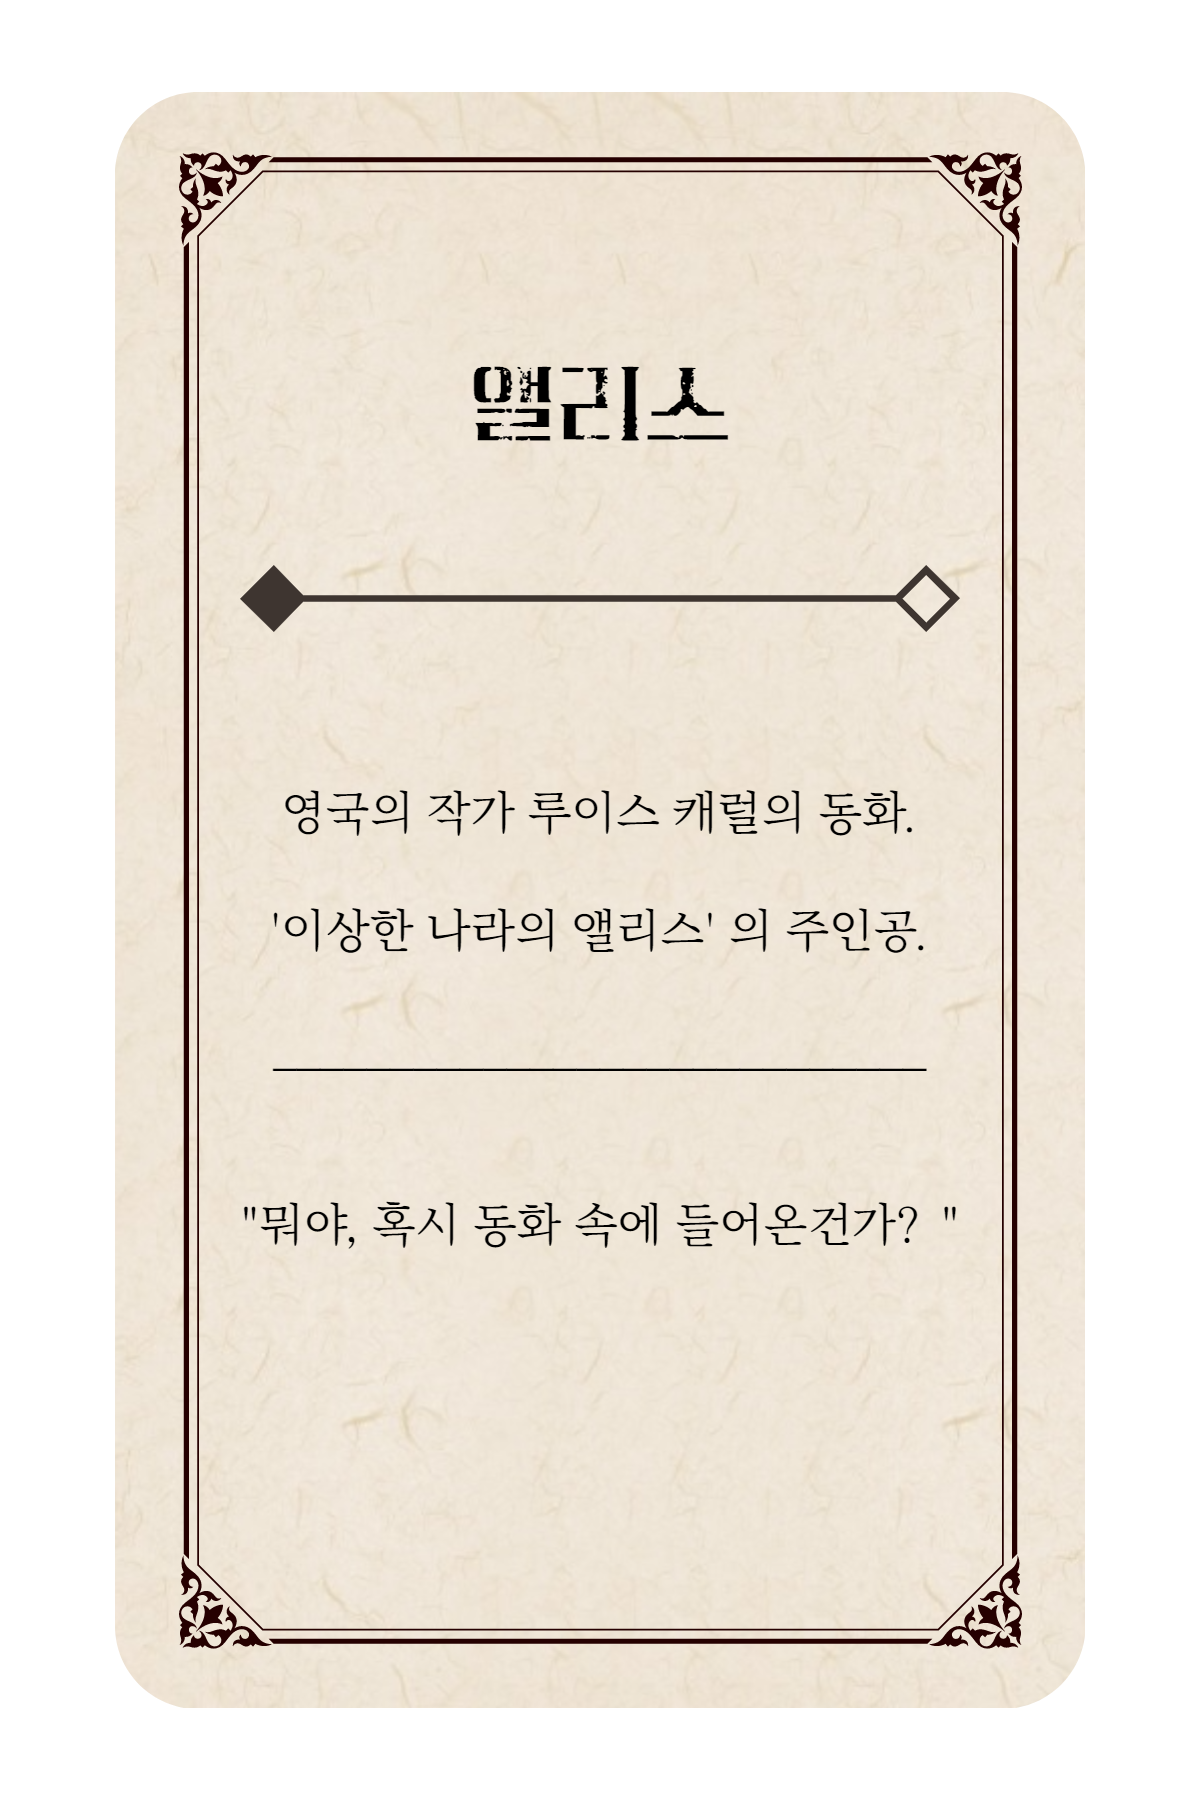 앨리스
영국의 작가 루이스 캐럴의 동화.
'이상한 나라의 앨리스' 의 주인공.
"뭐야, 혹시 동화 속에 들어온건가? "